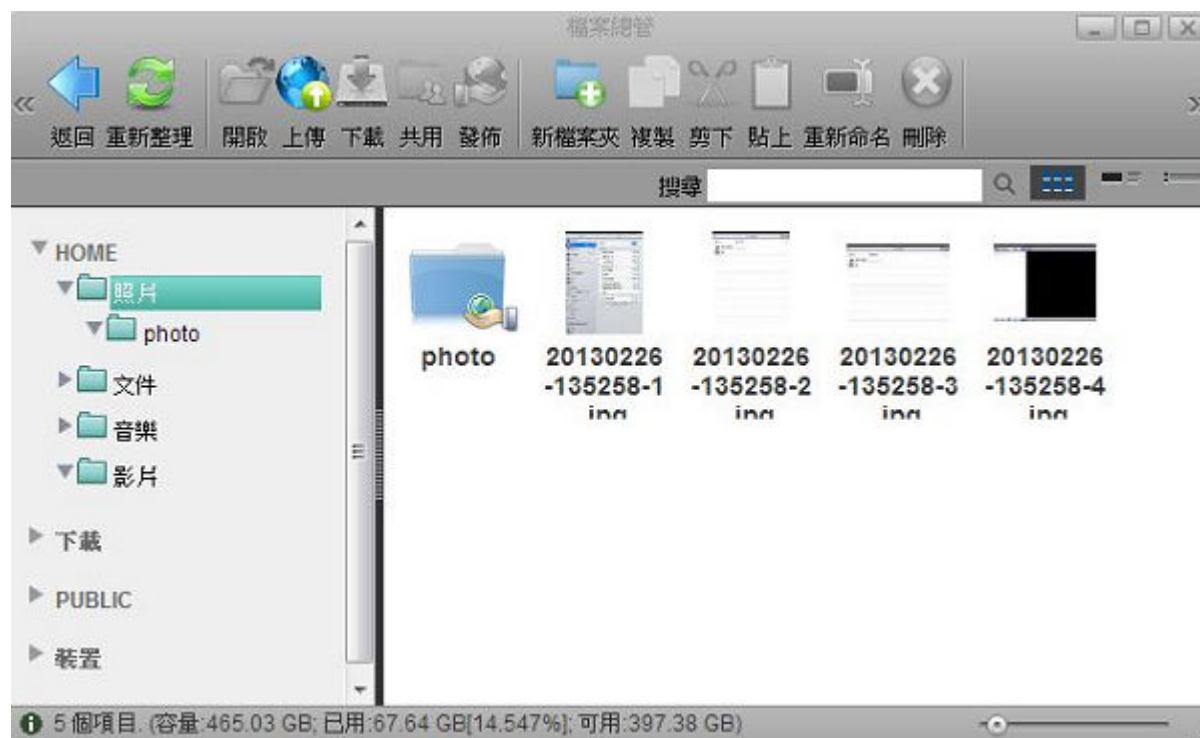 檔案總管
返回 重新整理 開啟 上傳 下載 共用 發佈 新檔案夾 複製 剪下 貼上 重新命名 刪除
搜尋
HOME
照片
photo
文件
音樂
影片
下載
PUBLIC
裝置
photo
20130226
-135258-1
jpg
20130226
-135258-2
jpg
20130226
-135258-3
jpg
20130226
-135258-4
jpg
5 個項目. (容量:465.03 GB; 已用:67.64 GB[14.547%]; 可用:397.38 GB)